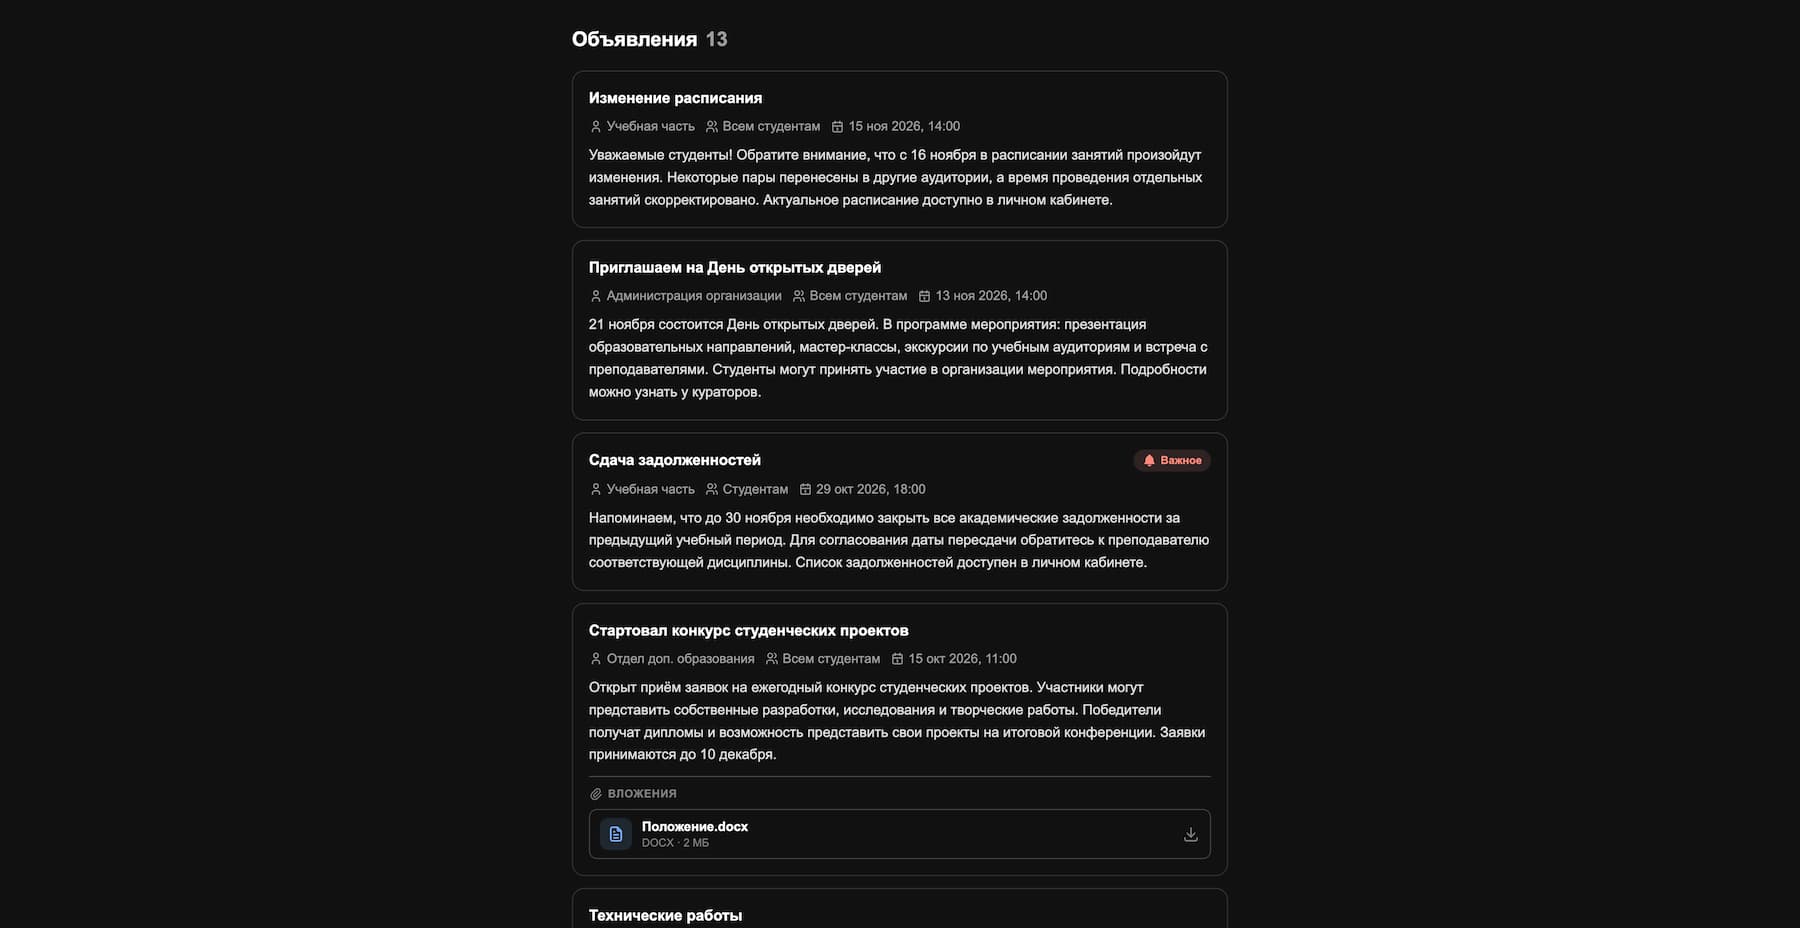 Объявления 13
Изменение расписания
Учебная часть Всем студентам 15 ноя 2026, 14:00
Уважаемые студенты! Обратите внимание, что с 16 ноября в расписании занятий произойдут
изменения. Некоторые пары перенесены в другие аудитории, а время проведения отдельных
занятий скорректировано. Актуальное расписание доступно в личном кабинете.
Приглашаем на День открытых дверей
Администрация организации Всем студентам 13 ноя 2026, 14:00
21 ноября состоится День открытых дверей. В программе мероприятия: презентация
образовательных направлений, мастер-классы, экскурсии по учебным аудиториям и встреча с
преподавателями. Студенты могут принять участие в организации мероприятия. Подробности
можно узнать у кураторов.
Сдача задолженностей Важное
Учебная часть Студентам 29 окт 2026, 18:00
Напоминаем, что до 30 ноября необходимо закрыть все академические задолженности за
предыдущий учебный период. Для согласования даты пересдачи обратитесь к преподавателю
соответствующей дисциплины. Список задолженностей доступен в личном кабинете.
Стартовал конкурс студенческих проектов
Отдел доп. образования Всем студентам 15 окт 2026, 11:00
Открыт приём заявок на ежегодный конкурс студенческих проектов. Участники могут
представить собственные разработки, исследования и творческие работы. Победители
получат дипломы и возможность представить свои проекты на итоговой конференции. Заявки
принимаются до 10 декабря.
ВЛОЖЕНИЯ
Положение.docx
DOCX · 2 МБ
Технические работы